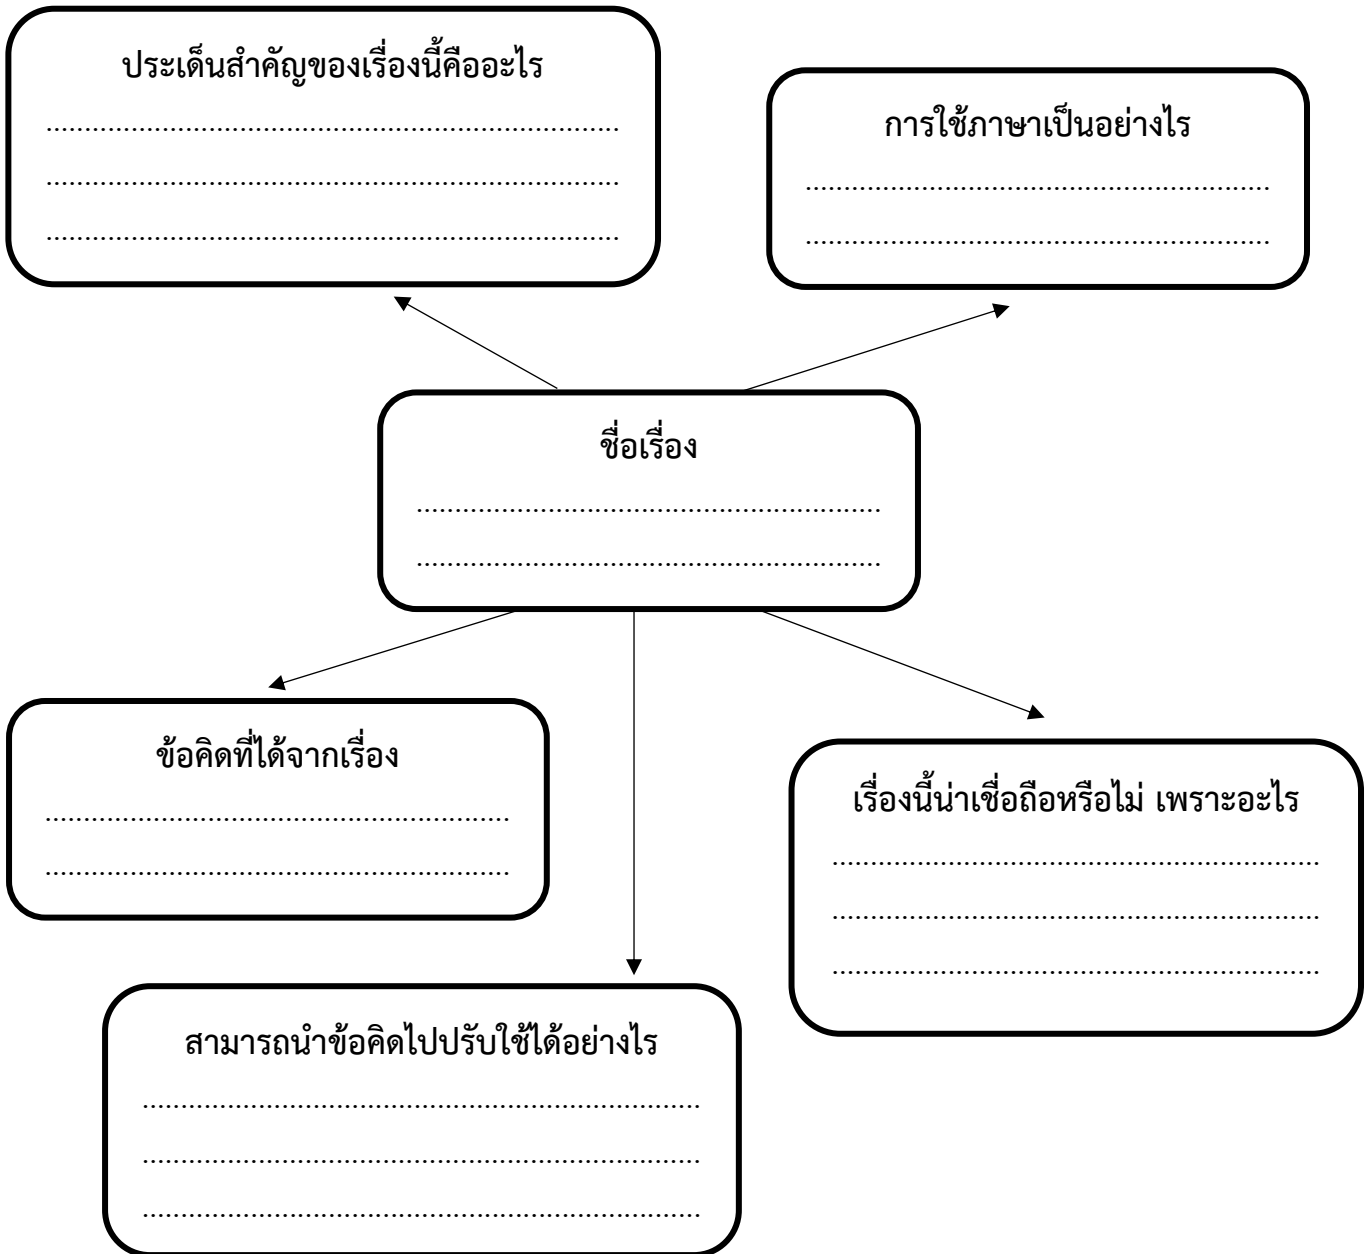 ประเด็นสำคัญของเรื่องนี้คืออะไร
..........................................................................
..........................................................................
..........................................................................
การใช้ภาษาเป็นอย่างไร
............................................................
............................................................
ชื่อเรื่อง
............................................................
............................................................
ข้อคิดที่ได้จากเรื่อง
............................................................
............................................................
เรื่องนี้น่าเชื่อถือหรือไม่ เพราะอะไร
...............................................................
...............................................................
...............................................................
สามารถนำข้อคิดไปปรับใช้ได้อย่างไร
........................................................................
........................................................................
........................................................................